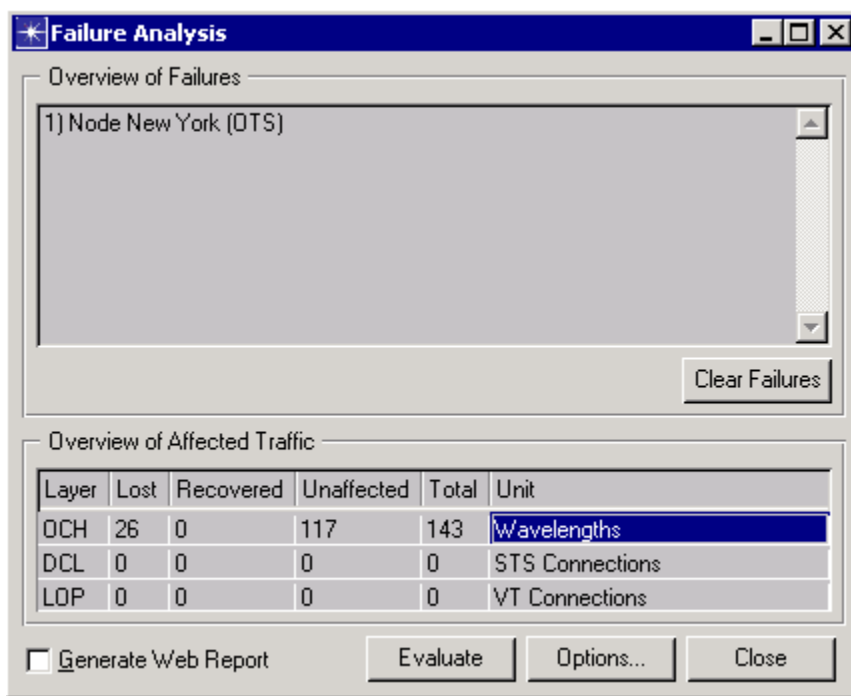 Failure Analysis
Overview of Failures
1) Node New York (OTS)
Clear Failures
Overview of Affected Traffic
Layer Lost Recovered Unaffected Total Unit
OCH 26 0 117 143 Wavelengths
DCL 0 0 0 0 STS Connections
LOP 0 0 0 0 VT Connections
Generate Web Report Evaluate Options... Close